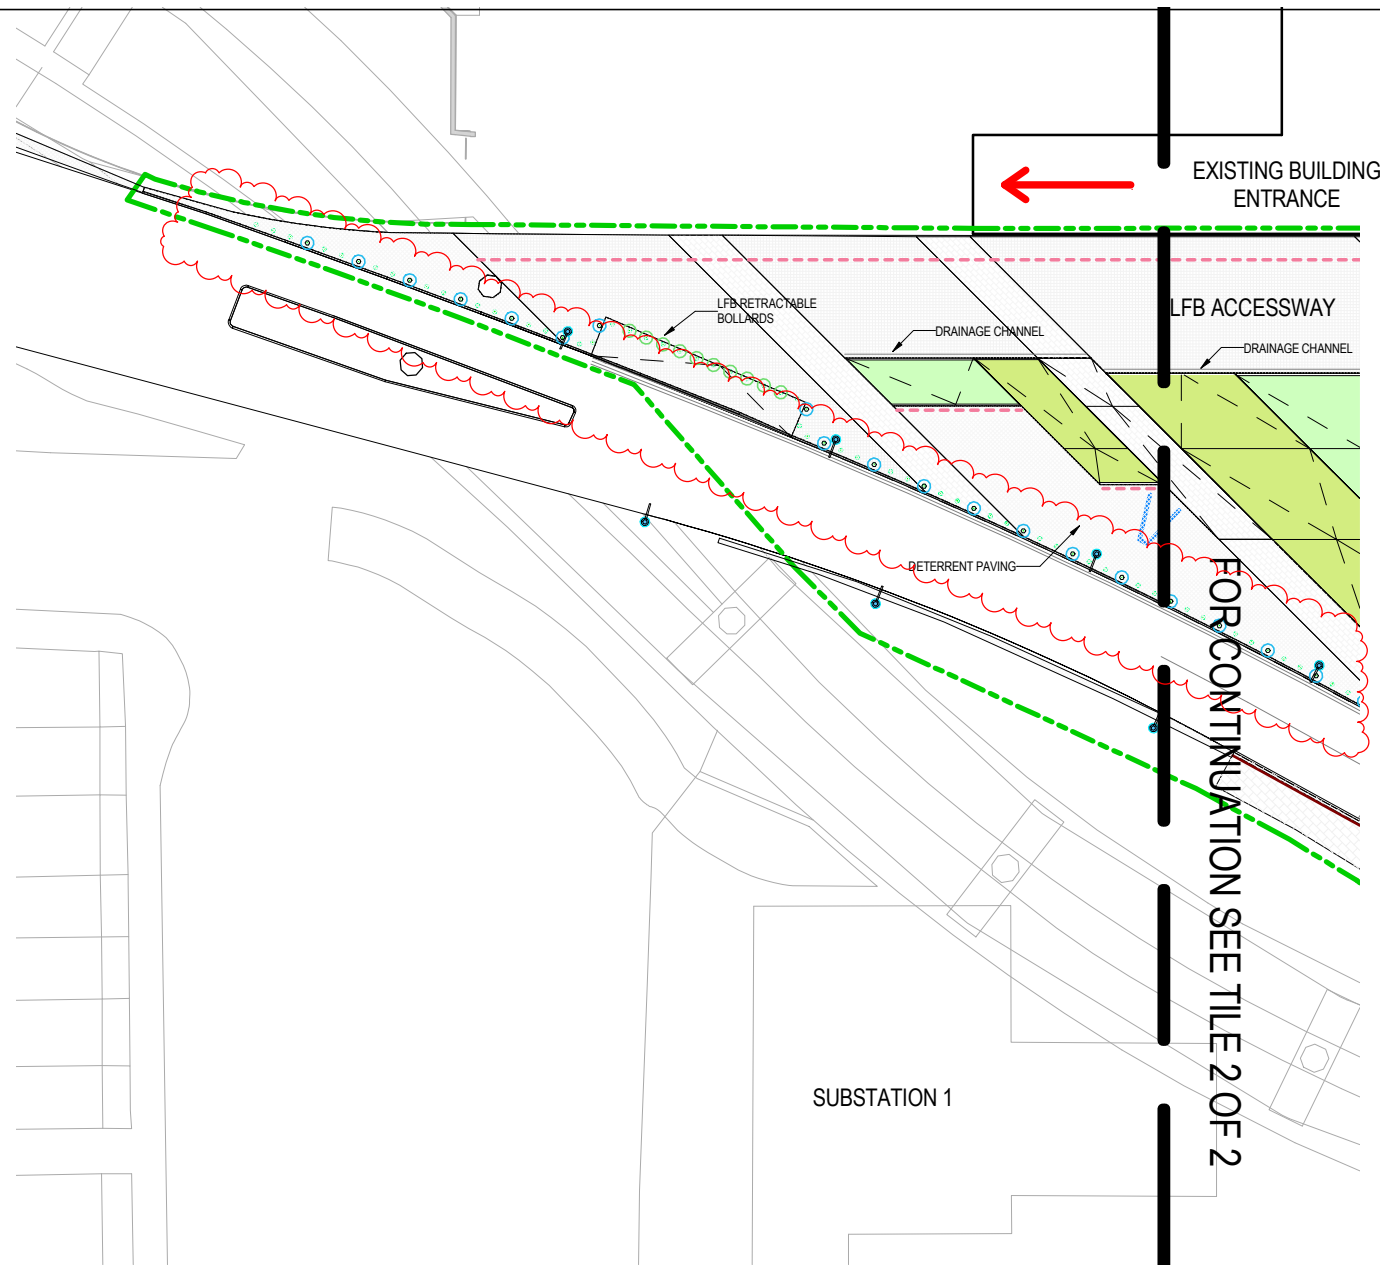 EXISTING BUILDING
ENTRANCE
LFB RETRACTABLE
BOLLARDS
LFB ACCESSWAY
DRAINAGE CHANNEL
DRAINAGE CHANNEL
DETERRENT PAVING
FOR CONTINUATION SEE TILE 2 OF 2
SUBSTATION 1